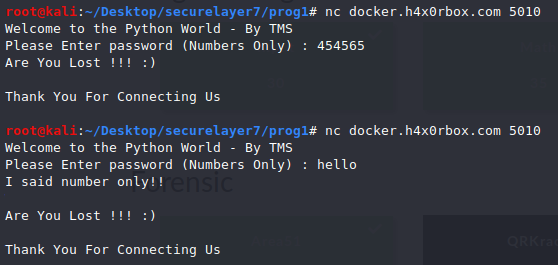 root@kali:~/Desktop/securelayer7/prog1# nc docker.h4x0rbox.com 5010
Welcome to the Python World - By TMS
Please Enter password (Numbers Only) : 454565
Are You Lost !!! :)
Thank You For Connecting Us
root@kali:~/Desktop/securelayer7/prog1# nc docker.h4x0rbox.com 5010
Welcome to the Python World - By TMS
Please Enter password (Numbers Only) : hello
I said number only!!
Forensic
Are You Lost !!! :)
QRKra
Thank You For Connecting Us